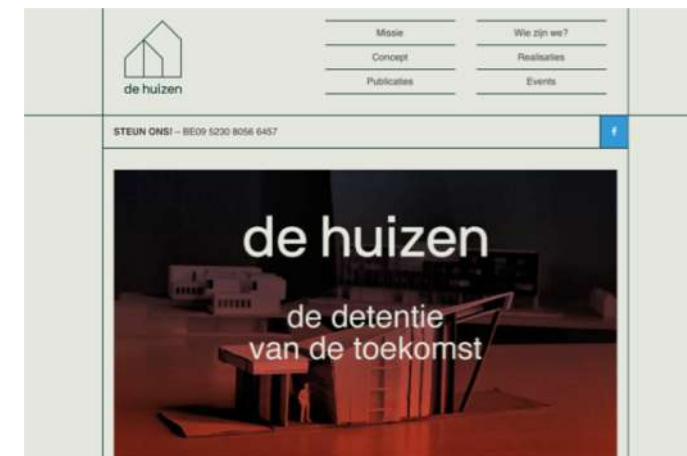 de huizen
Missie
Concept
Publicaties
Wie zijn we?
Realisaties
Events
STEUN ONS! – BE09 5230 8056 6457
f
de huizen
de detentie
van de toekomst